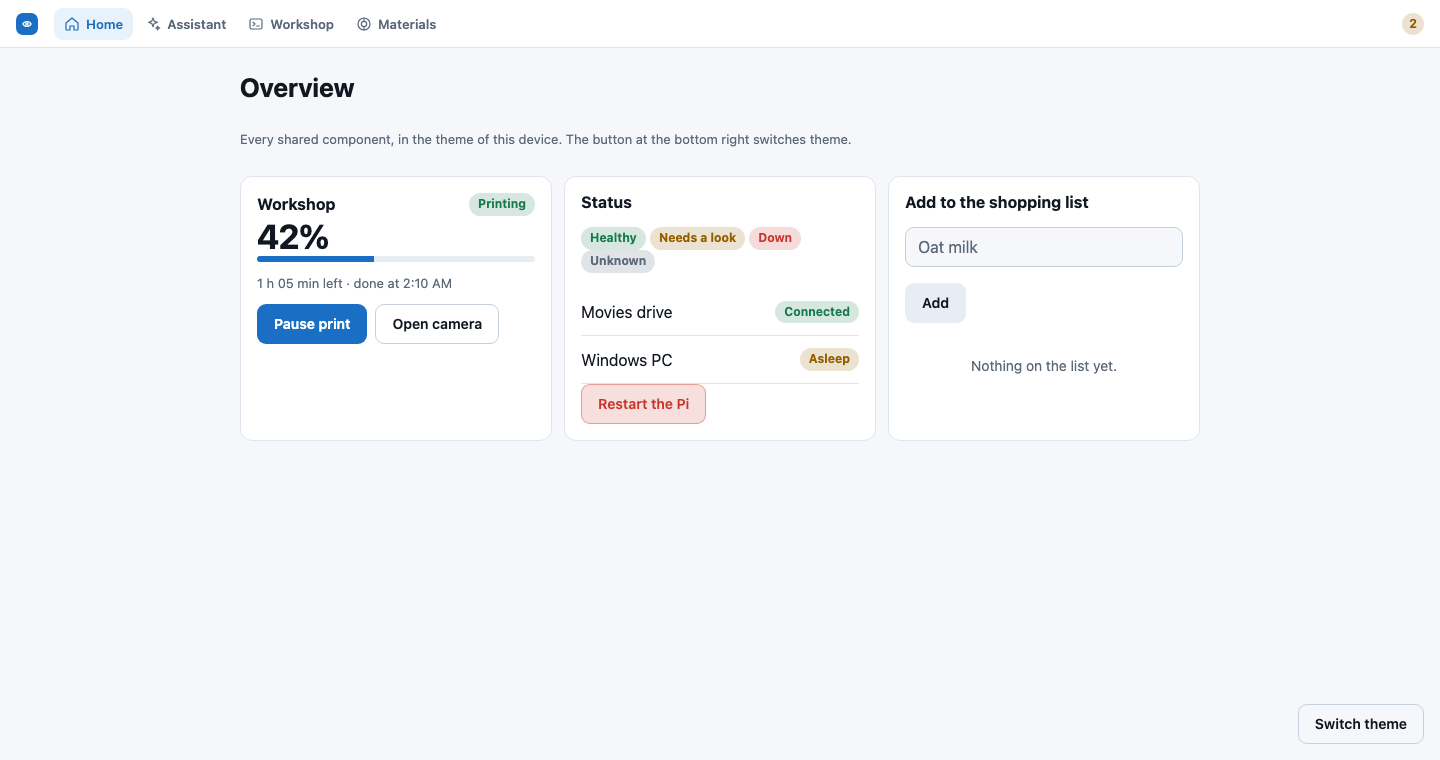 Home Assistant Workshop Materials 2
Overview
Every shared component, in the theme of this device. The button at the bottom right switches theme.
Workshop Printing
42%
1 h 05 min left · done at 2:10 AM
Pause print Open camera
Status
Healthy Needs a look Down
Unknown
Movies drive Connected
Windows PC Asleep
Restart the Pi
Add to the shopping list
Oat milk
Add
Nothing on the list yet.
Switch theme